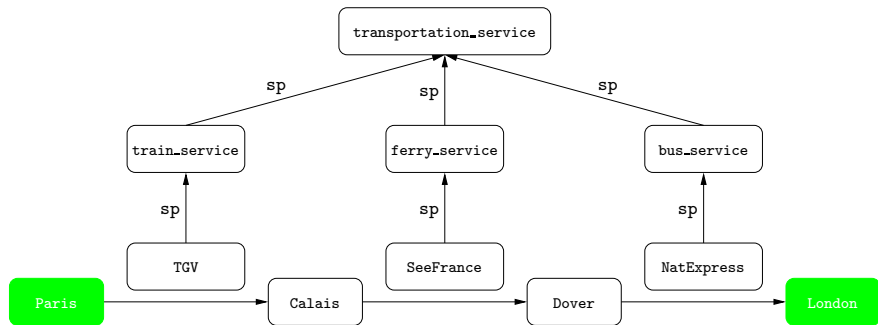 transportation_service
sp
sp
sp
train_service
ferry_service
bus_service
sp
sp
sp
TGV
SeeFrance
NatExpress
Paris
Calais
Dover
London